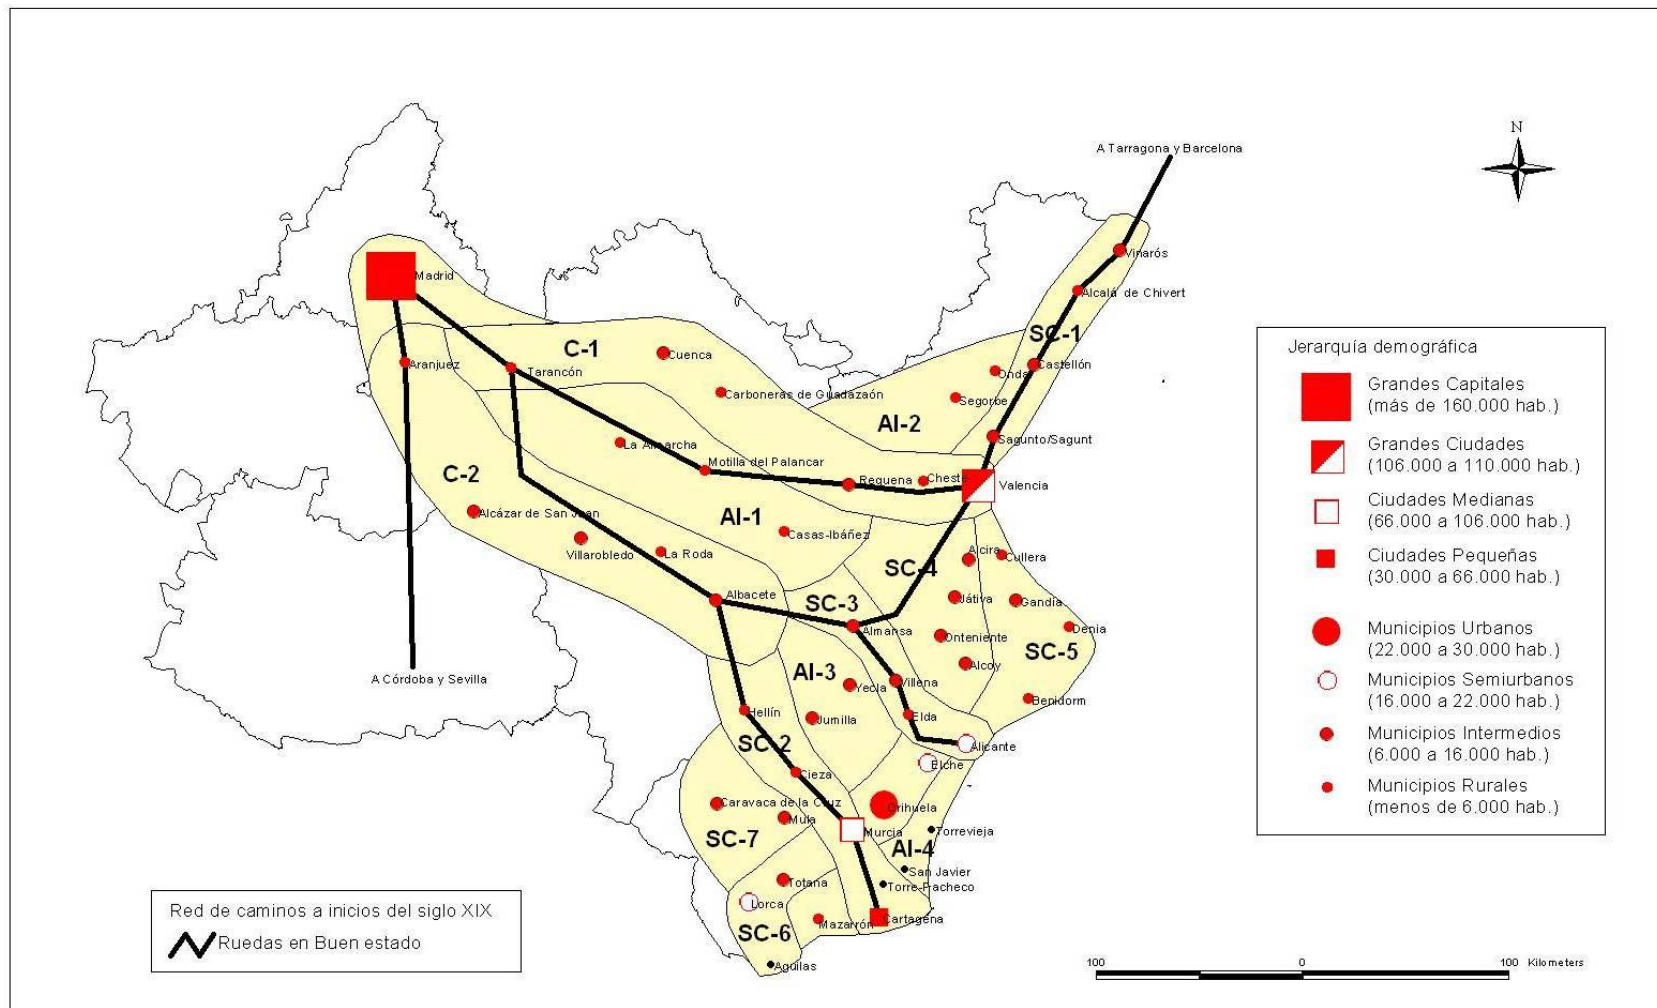 N
A Tarragona y Barcelona
Vinarós
Madrid
Alcalá de Chivert
SC-1
C-1
Cuenca
Aranjuez
Tarancón
Onda
Castellón
Carboneras de Guadazaón
Segorbe
AI-2
La Almarcha
Sagunto/Sagunt
Motilla del Palancar
C-2
Requena
Cheste
Valencia
Alcázar de San Juan
AI-1
Casas-Ibáñez
Villarobledo
La Roda
Alcira
Cullera
SC-4
Albacete
SC-3
Játiva
Gandía
Almansa
Onteniente
Denia
SC-5
Alcoy
A Córdoba y Sevilla
AI-3
Yecla
Villena
Benidorm
Hellín
Jumilla
Elda
SC-2
Alicante
Elche
Cieza
Caravaca de la Cruz
Orihuela
Mula
Murcia
Torrevieja
SC-7
AI-4
San Javier
Totana
Torre-Pacheco
Lorca
Mazarrón
Cartagena
SC-6
Aguilas
Jerarquía demográfica
Grandes Capitales
(más de 160.000 hab.)
Grandes Ciudades
(106.000 a 110.000 hab.)
Ciudades Medianas
(66.000 a 106.000 hab.)
Ciudades Pequeñas
(30.000 a 66.000 hab.)
Municipios Urbanos
(22.000 a 30.000 hab.)
Municipios Semiurbanos
(16.000 a 22.000 hab.)
Municipios Intermedios
(6.000 a 16.000 hab.)
Municipios Rurales
(menos de 6.000 hab.)
Red de caminos a inicios del siglo XIX
Ruedas en Buen estado
100 0 100 Kilometers